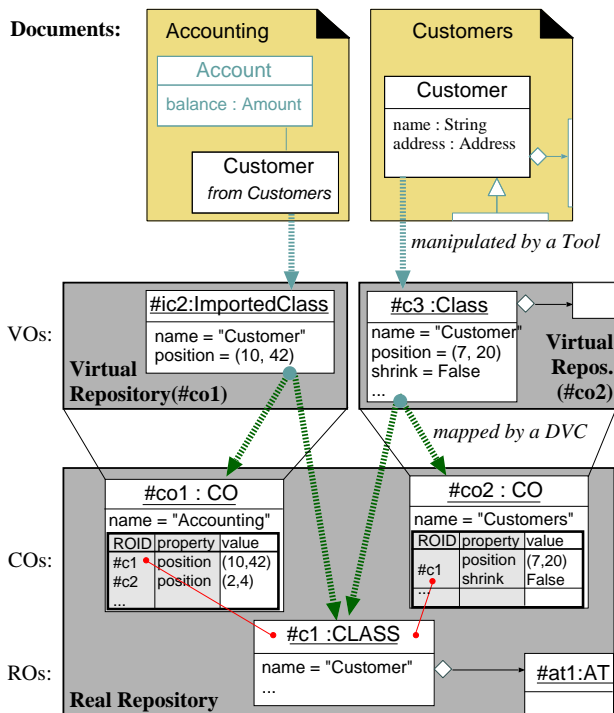 Documents:
Accounting
Account
balance : Amount
Customer
from Customers
Customers
Customer
name : String
address : Address
manipulated by a Tool
VOs:
#ic2:ImportedClass
name = "Customer"
position = (10, 42)
Virtual
Repository(#co1)
#c3 :Class
name = "Customer"
position = (7, 20)
shrink = False
...
Virtual
Repos.
(#co2)
mapped by a DVC
COs:
#co1 : CO
name = "Accounting"
ROID property value
#c1 position (10,42)
#c2 position (2,4)
...
#co2 : CO
name = "Customers"
ROID property value
#c1 position (7,20)
shrink False
...
ROs:
#c1 :CLASS
name = "Customer"
...
#at1:AT
Real Repository